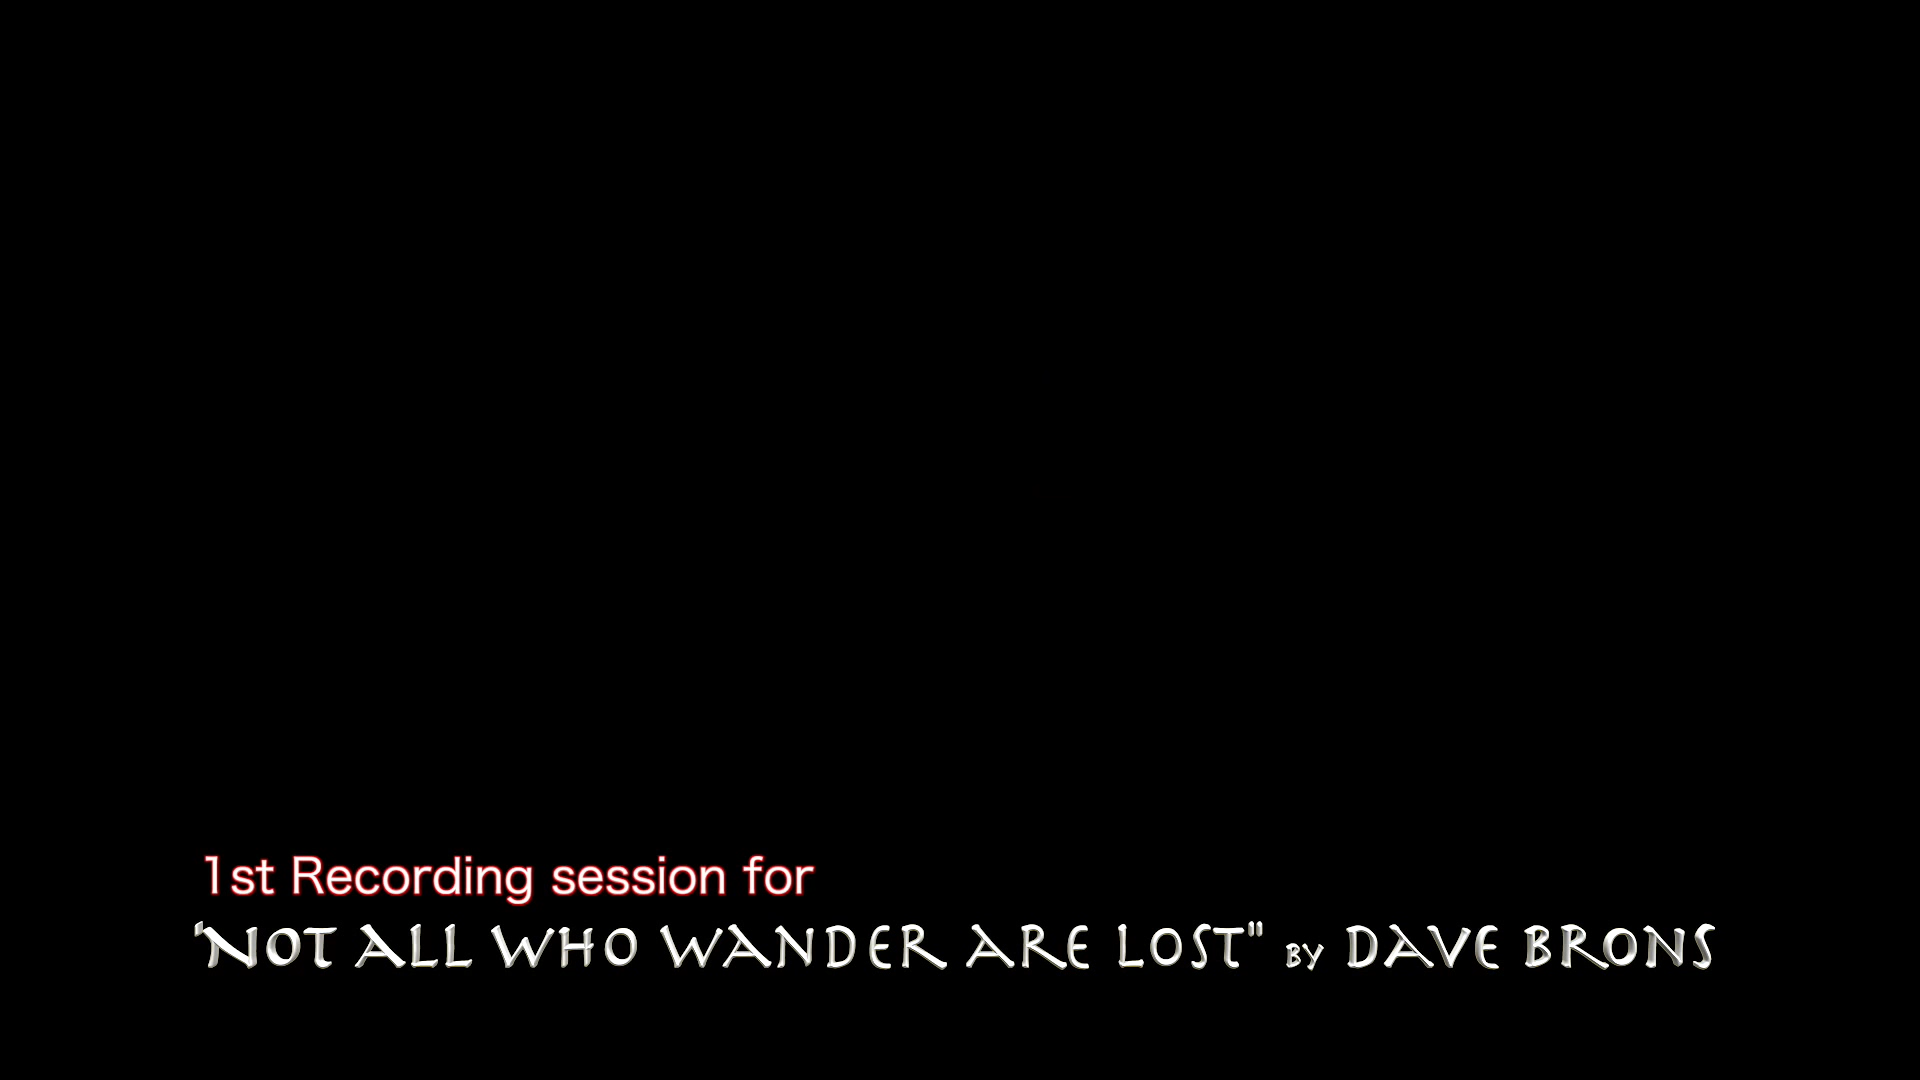 1st Recording session for
"NOT ALL WHO WANDER ARE LOST" BY DAVE BRONS